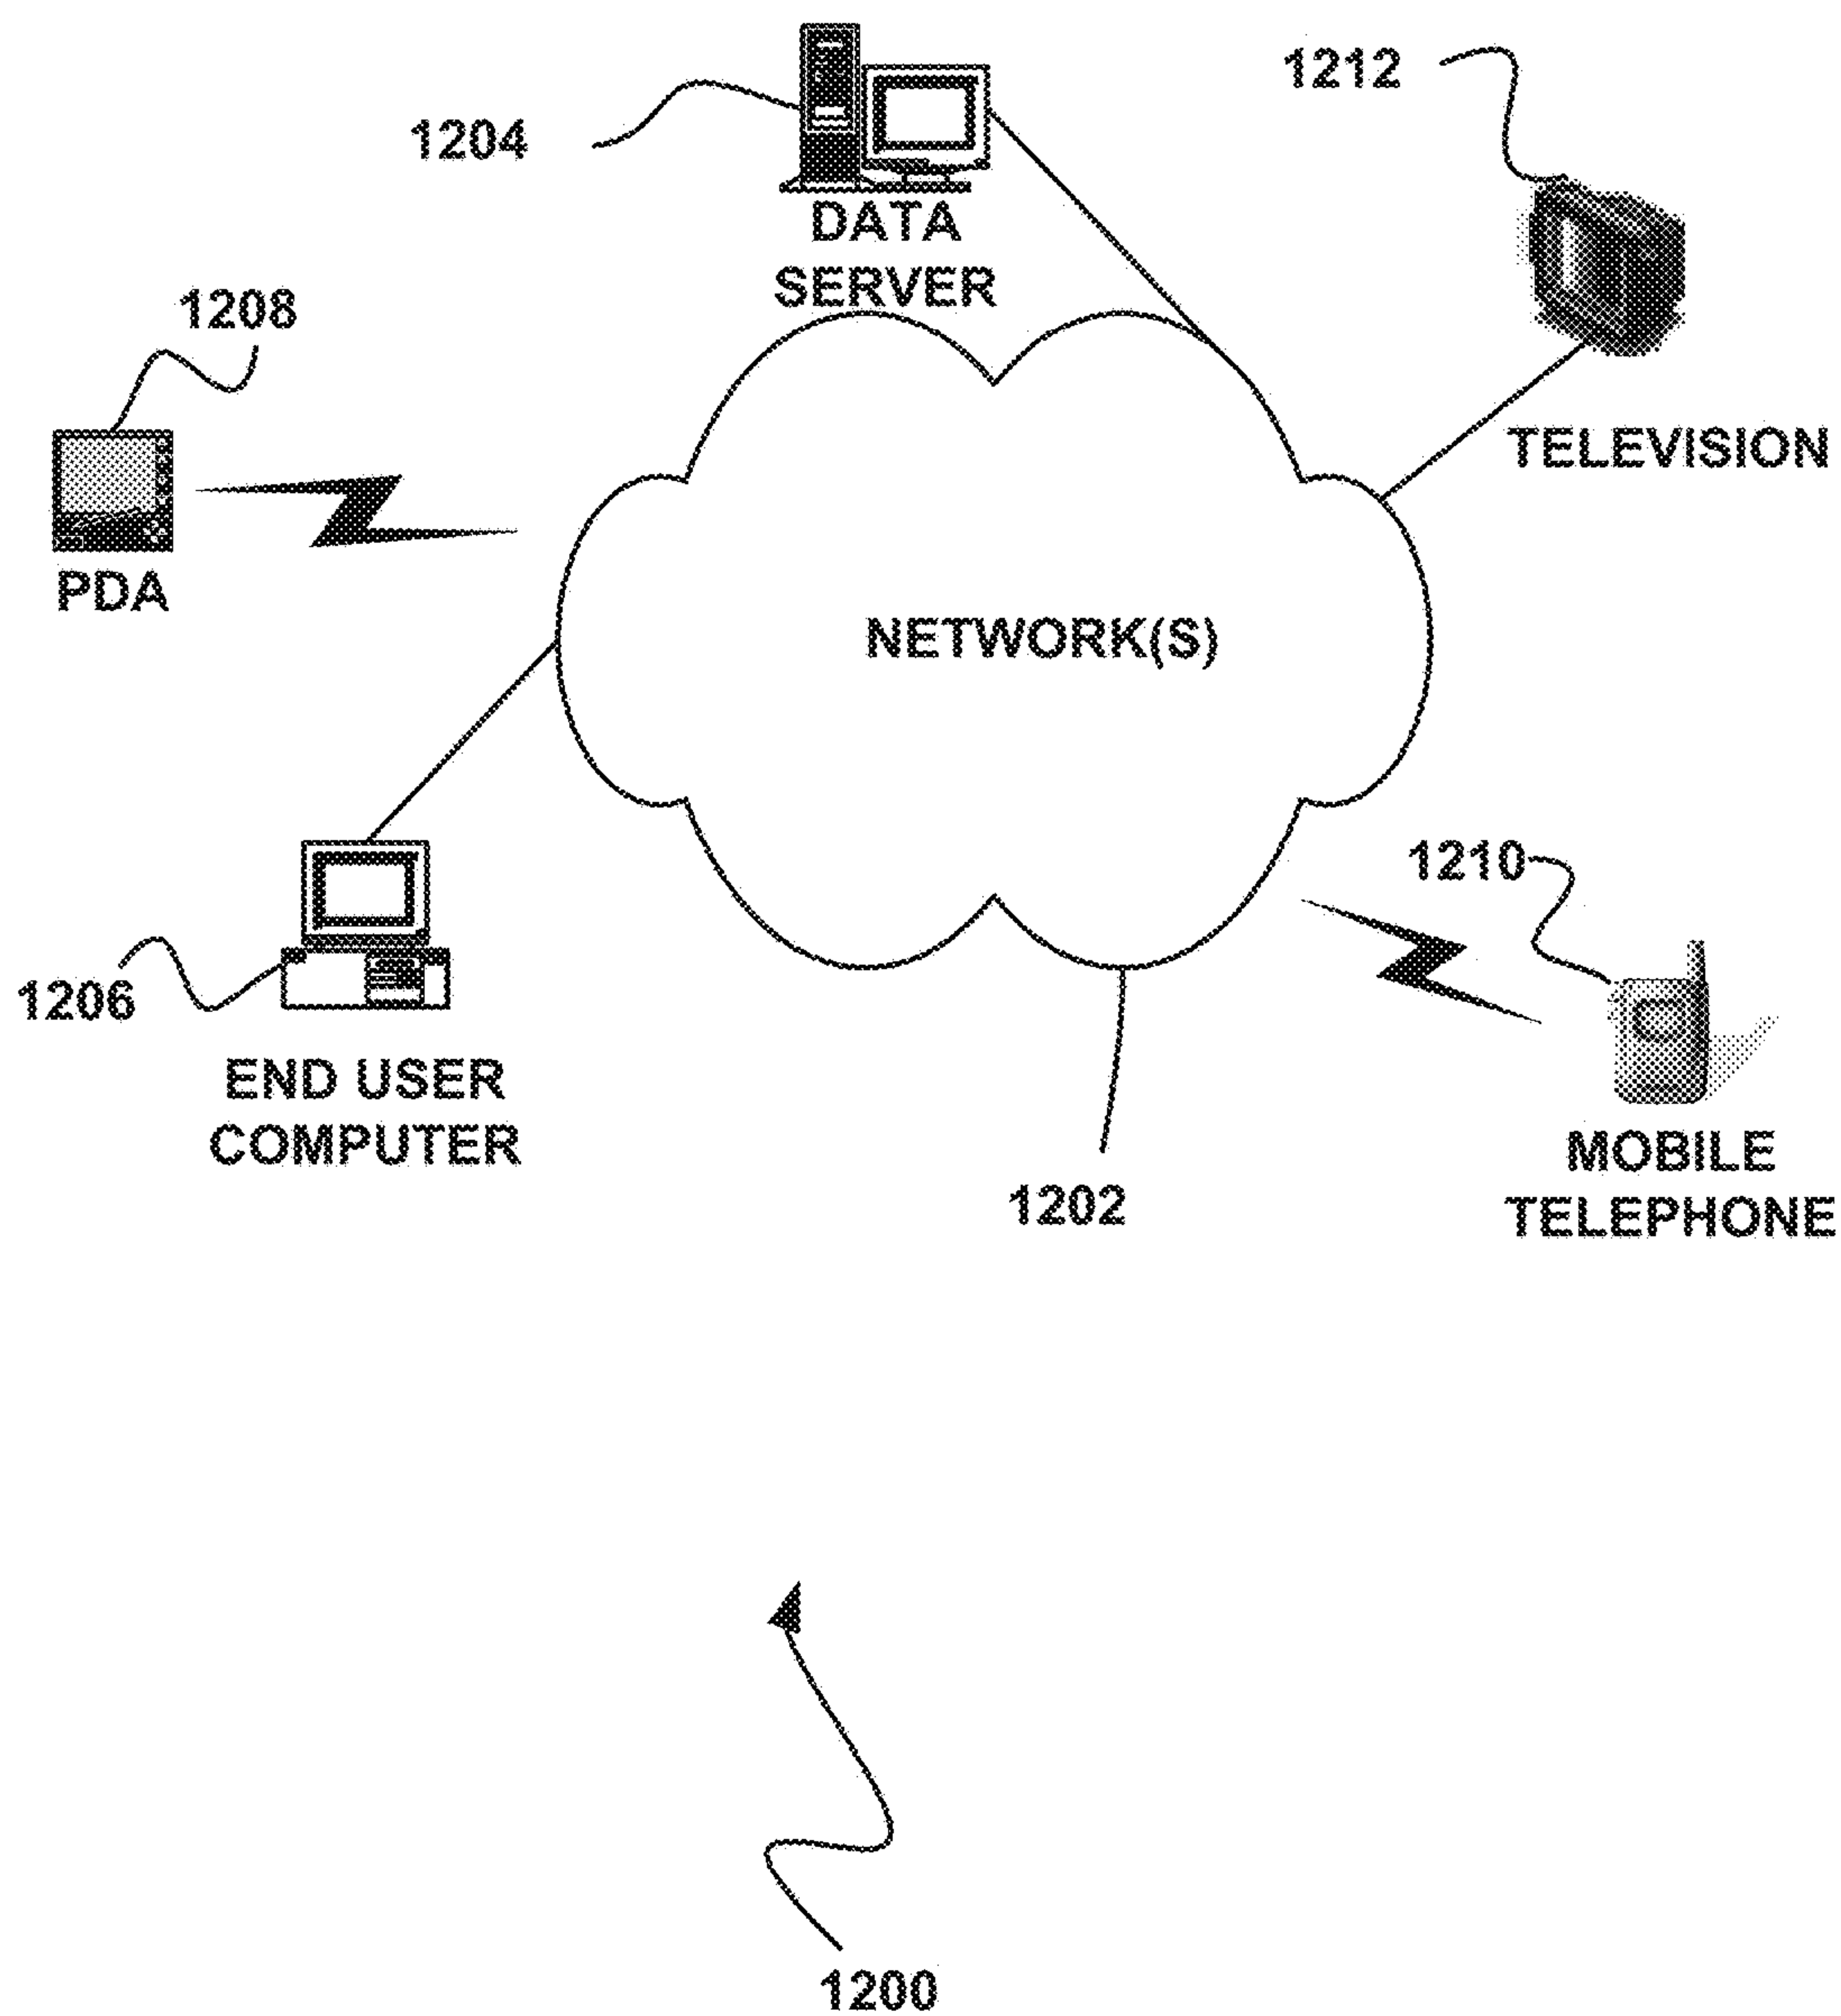 1212
1204
DATA
SERVER
1208
TELEVISION
PDA
NETWORK(S)
1210
1206
END USER
COMPUTER
MOBILE
TELEPHONE
1202
1200